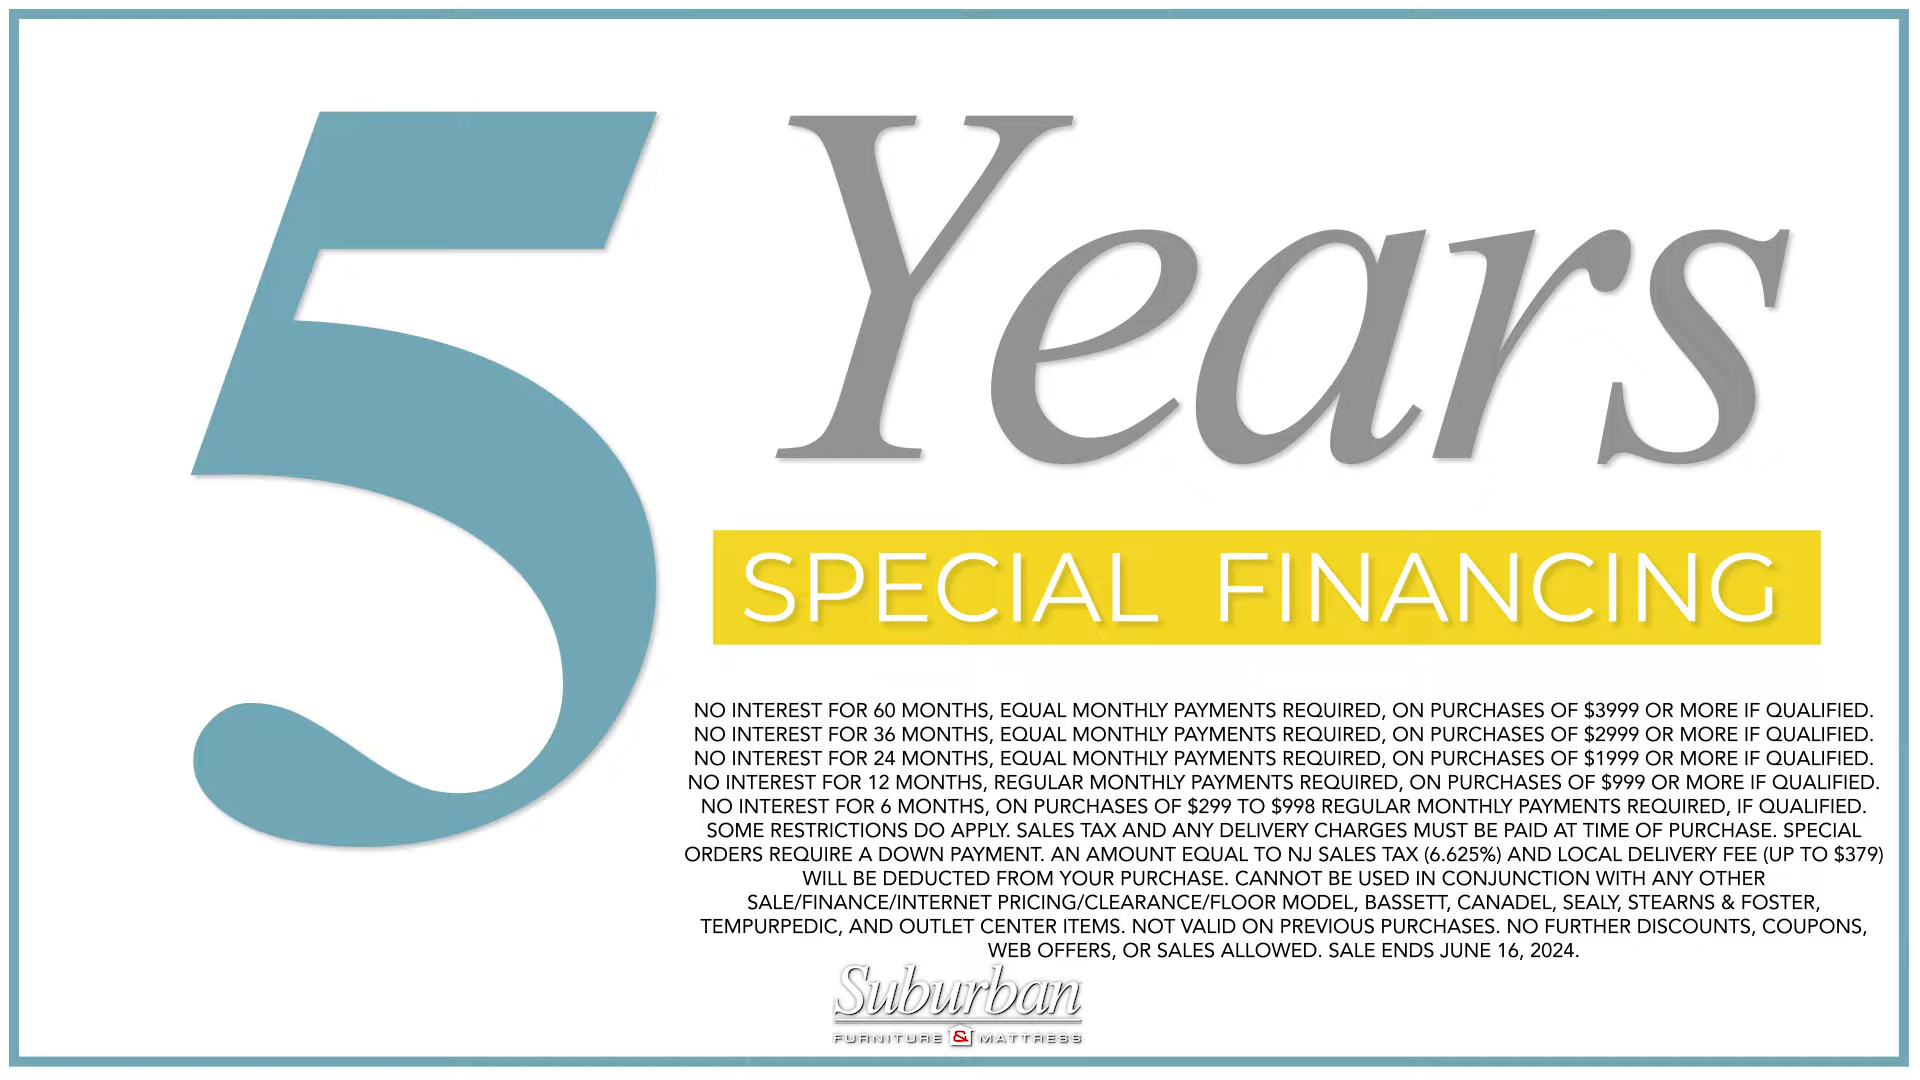 5 Years
SPECIAL FINANCING
NO INTEREST FOR 60 MONTHS, EQUAL MONTHLY PAYMENTS REQUIRED, ON PURCHASES OF $3999 OR MORE IF QUALIFIED.
NO INTEREST FOR 36 MONTHS, EQUAL MONTHLY PAYMENTS REQUIRED, ON PURCHASES OF $2999 OR MORE IF QUALIFIED.
NO INTEREST FOR 24 MONTHS, EQUAL MONTHLY PAYMENTS REQUIRED, ON PURCHASES OF $1999 OR MORE IF QUALIFIED.
NO INTEREST FOR 12 MONTHS, REGULAR MONTHLY PAYMENTS REQUIRED, ON PURCHASES OF $999 OR MORE IF QUALIFIED.
NO INTEREST FOR 6 MONTHS, ON PURCHASES OF $299 TO $998 REGULAR MONTHLY PAYMENTS REQUIRED, IF QUALIFIED.
SOME RESTRICTIONS DO APPLY. SALES TAX AND ANY DELIVERY CHARGES MUST BE PAID AT TIME OF PURCHASE. SPECIAL
ORDERS REQUIRE A DOWN PAYMENT. AN AMOUNT EQUAL TO NJ SALES TAX (6.625%) AND LOCAL DELIVERY FEE (UP TO $379)
WILL BE DEDUCTED FROM YOUR PURCHASE. CANNOT BE USED IN CONJUNCTION WITH ANY OTHER
SALE/FINANCE/INTERNET PRICING/CLEARANCE/FLOOR MODEL, BASSETT, CANADEL, SEALY, STEARNS & FOSTER,
TEMPURPEDIC, AND OUTLET CENTER ITEMS. NOT VALID ON PREVIOUS PURCHASES. NO FURTHER DISCOUNTS, COUPONS,
WEB OFFERS, OR SALES ALLOWED. SALE ENDS JUNE 16, 2024.
Suburban
FURNITURE & MATTRESS